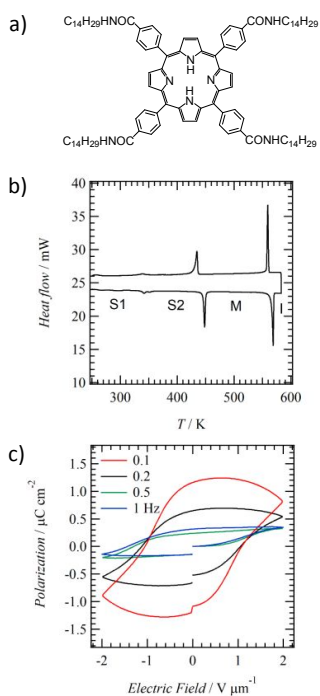 a)
C14H29HNOC CONHC14H29
NH N
N HN
C14H29HNOC CONHC14H29
b)
40
35
30
25
20
15
10
Heat flow / mW
S1 S2 M I
300 400 500 600
T / K
c)
1.5
1.0
0.5
0.0
-0.5
-1.0
-1.5
Polarization / μC cm-2
0.1
0.2
0.5
1 Hz
-2 -1 0 1 2
Electric Field / V μm-1